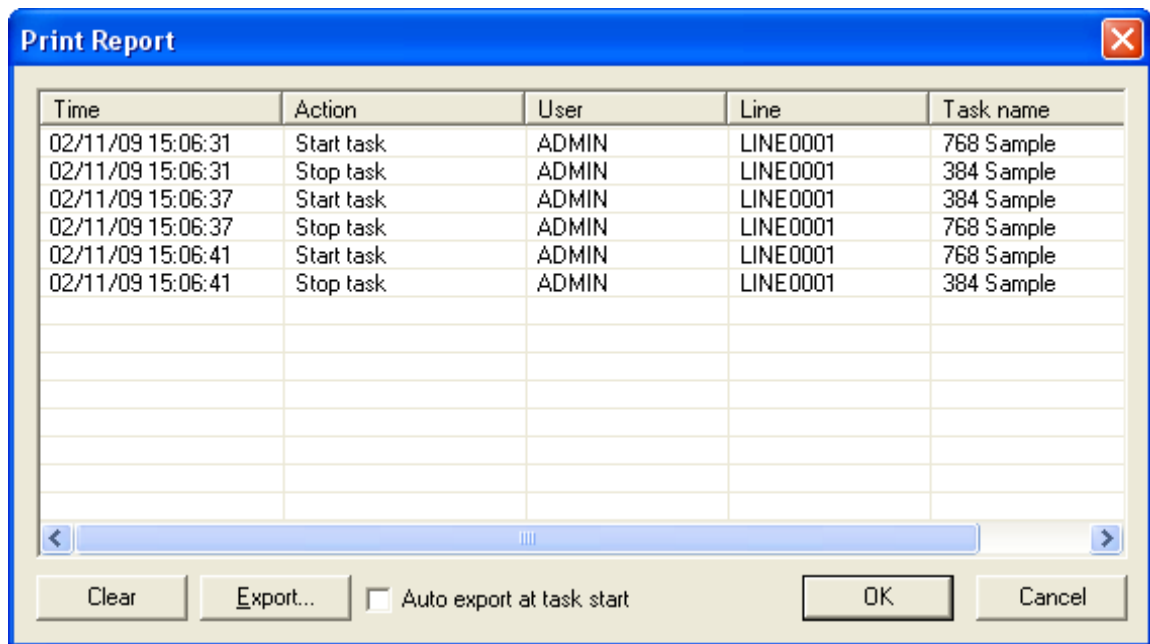 Print Report
Time Action User Line Task name
02/11/09 15:06:31 Start task ADMIN LINE0001 768 Sample
02/11/09 15:06:31 Stop task ADMIN LINE0001 384 Sample
02/11/09 15:06:37 Start task ADMIN LINE0001 384 Sample
02/11/09 15:06:37 Stop task ADMIN LINE0001 768 Sample
02/11/09 15:06:41 Start task ADMIN LINE0001 768 Sample
02/11/09 15:06:41 Stop task ADMIN LINE0001 384 Sample
Clear Export... Auto export at task start OK Cancel